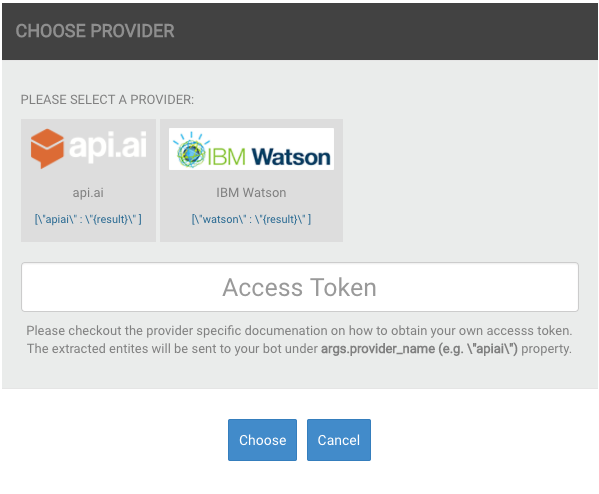 CHOOSE PROVIDER
PLEASE SELECT A PROVIDER:
api.ai
IBM Watson
api.ai
IBM Watson
[\"apiai\" : \"{result}\" ]
[\"watson\" : \"{result}\" ]
Access Token
Please checkout the provider specific documenation on how to obtain your own accesss token.
The extracted entites will be sent to your bot under args.provider_name (e.g. \"apiai\") property.
Choose
Cancel